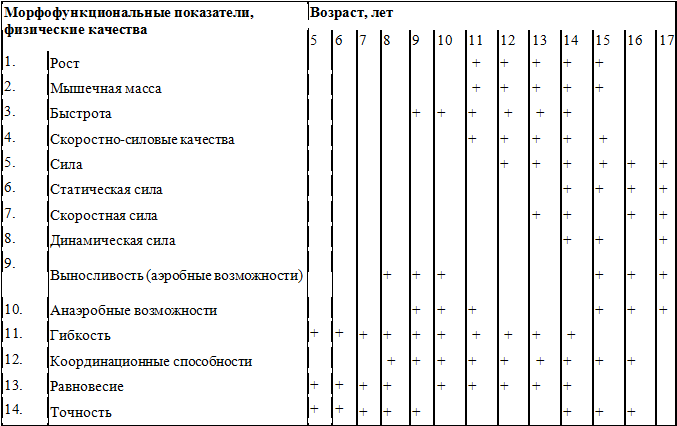 Морфофункциональные показатели, Возраст, лет
физические качества
5 6 7 8 9 10 11 12 13 14 15 16 17
1. Рост + + + + +
2. Мышечная масса + + + + +
3. Быстрота + + + + + +
4. Скоростно-силовые качества + + + + +
5. Сила + + + + + +
6. Статическая сила + + + +
7. Скоростная сила + + + +
8. Динамическая сила + + +
9. Выносливость (аэробные возможности) + + + + + +
10. Анаэробные возможности + + + + + +
11. Гибкость + + + + + + + + + +
12. Координационные способности + + + + + + + + +
13. Равновесие + + + + + + + + +
14. Точность + + + + + + + +